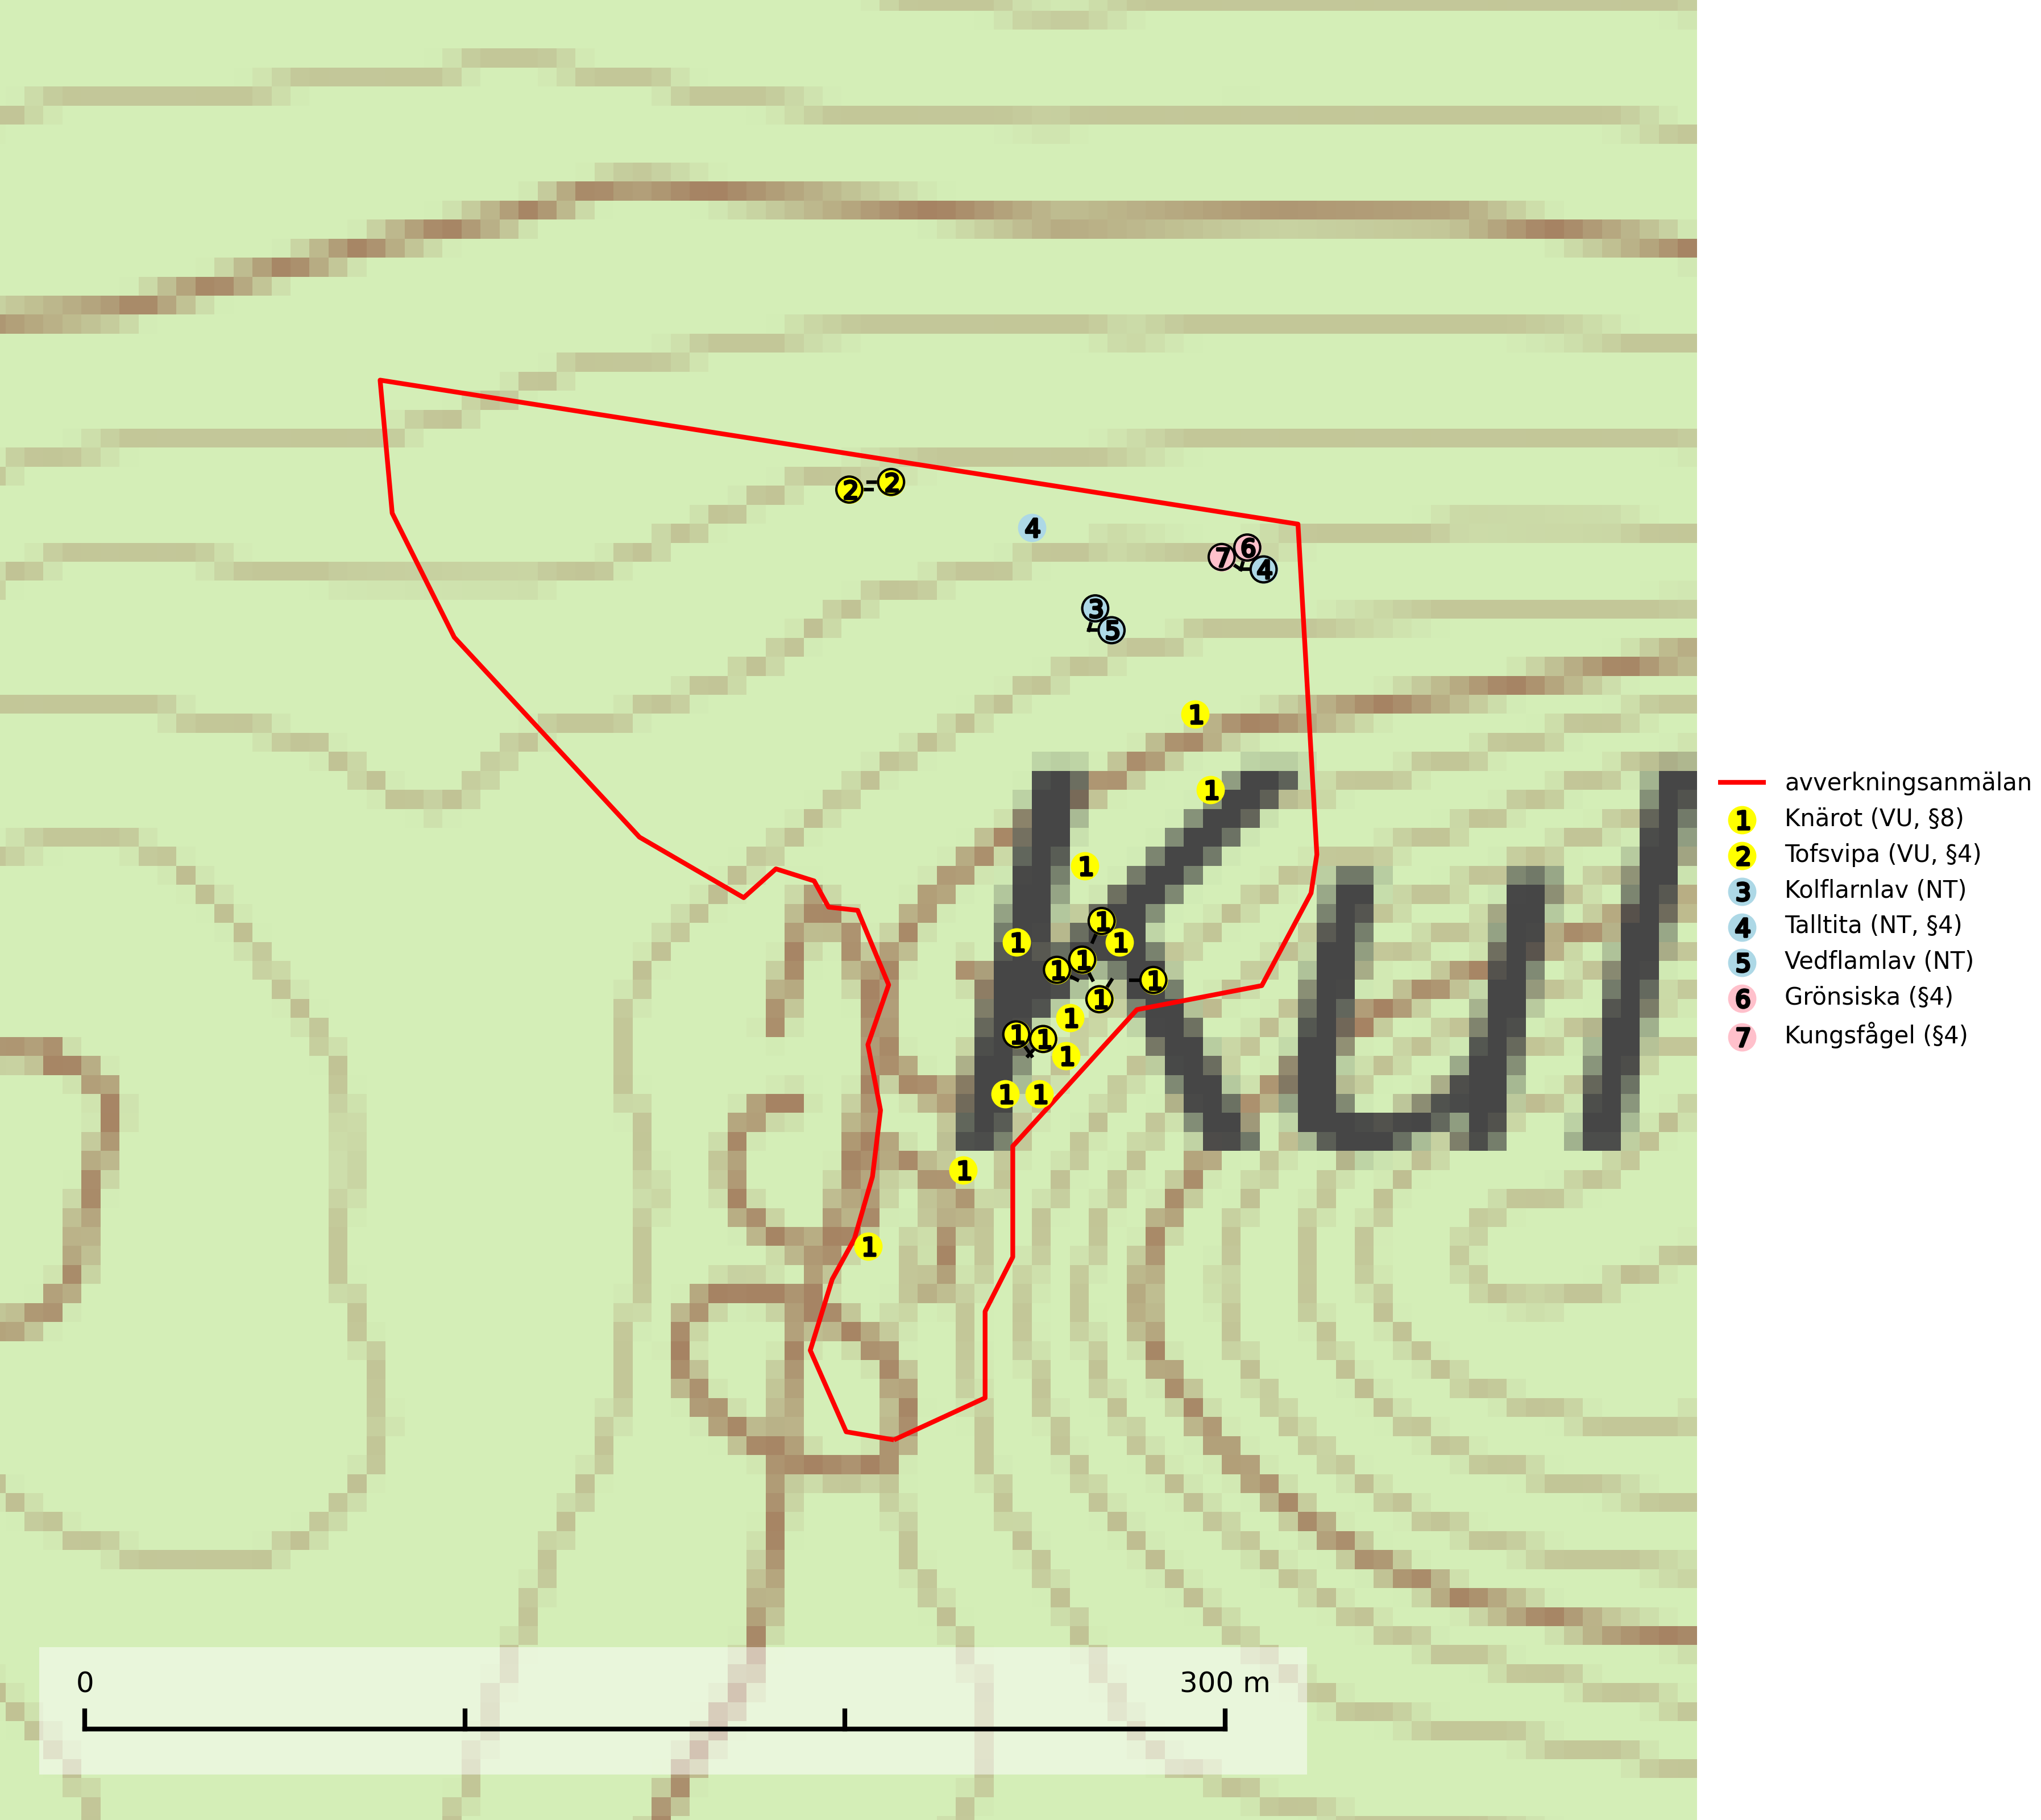 2 2
4
7 6 4
3
5
1
1
1
1
1 1
1 1 1
1
1
1 1 1
1 1
1
1
0 300 m
avverkningsanmälan
1 Knärot (VU, §8)
2 Tofsvipa (VU, §4)
3 Kolflarnlav (NT)
4 Talltita (NT, §4)
5 Vedflamlav (NT)
6 Grönsiska (§4)
7 Kungsfågel (§4)